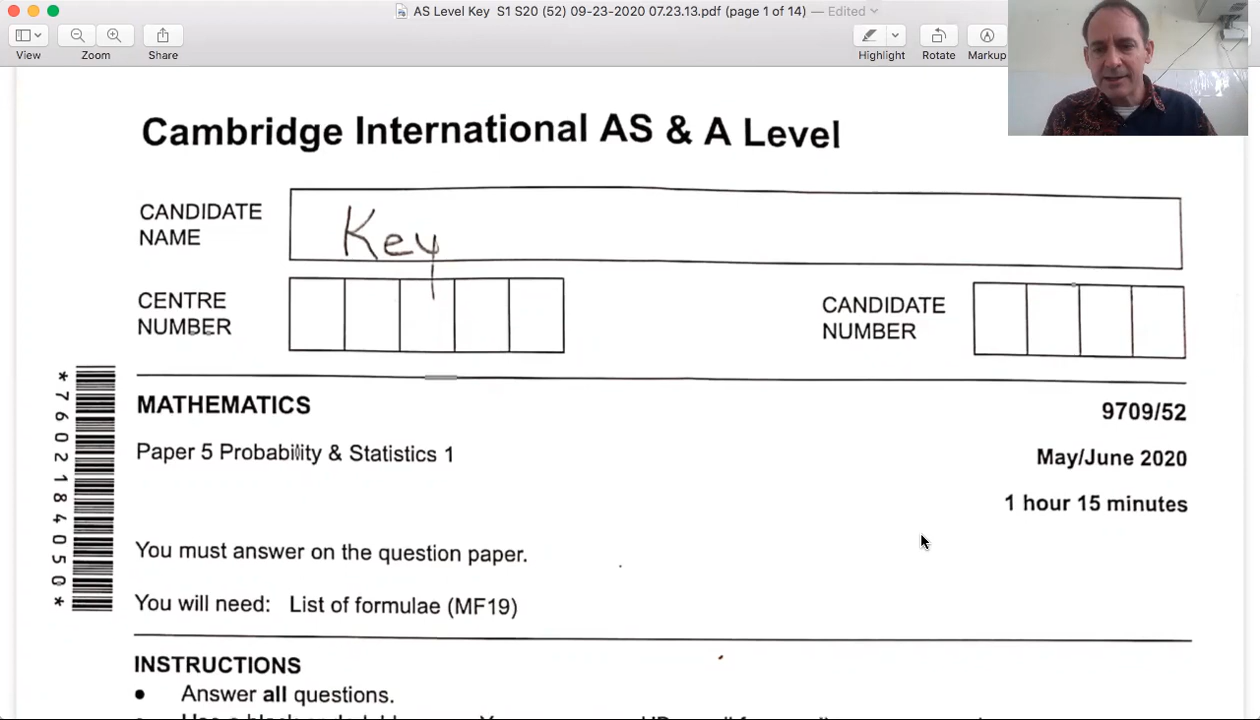 AS Level Key S1 S20 (52) 09-23-2020 07.23.13.pdf (page 1 of 14) — Edited
View
Zoom
Share
Highlight
Rotate
Markup
Cambridge International AS & A Level
CANDIDATE
NAME
Key
CENTRE
NUMBER
CANDIDATE
NUMBER
*7602184050*
MATHEMATICS
9709/52
Paper 5 Probability & Statistics 1
May/June 2020
1 hour 15 minutes
You must answer on the question paper.
You will need: List of formulae (MF19)
INSTRUCTIONS
● Answer all questions.